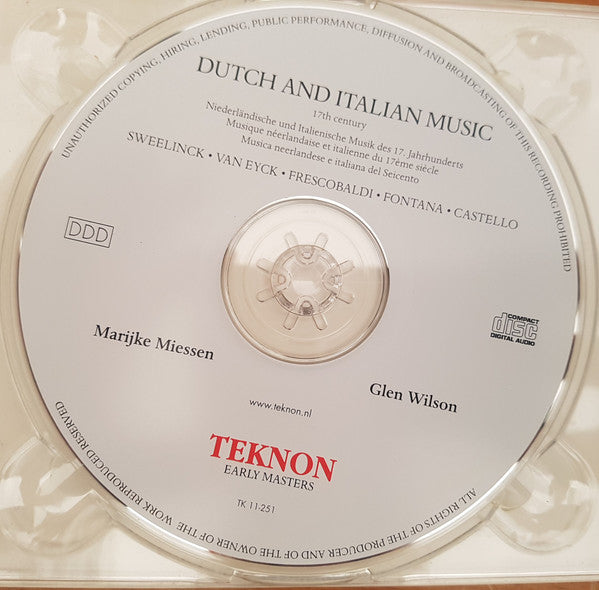 UNAUTHORIZED COPYING, HIRING, LENDING, PUBLIC PERFORMANCE, DIFFUSION AND BROADCASTING OF THIS RECORDING PROHIBITED
DUTCH AND ITALIAN MUSIC
17th century
Niederländische und Italienische Musik des 17. Jahrhunderts
Musique néerlandaise et italienne du 17ème siécle
Musica neerlandese e italiana del Seicento
SWEELINCK • VAN EYCK • FRESCOBALDI • FONTANA • CASTELLO
DDD
COMPACT
disc
DIGITAL AUDIO
Marijke Miessen
Glen Wilson
www.teknon.nl
TEKNON
EARLY MASTERS
TK 11-251
ALL RIGHTS OF THE PRODUCER AND OF THE OWNER OF THE WORK REPRODUCED RESERVED